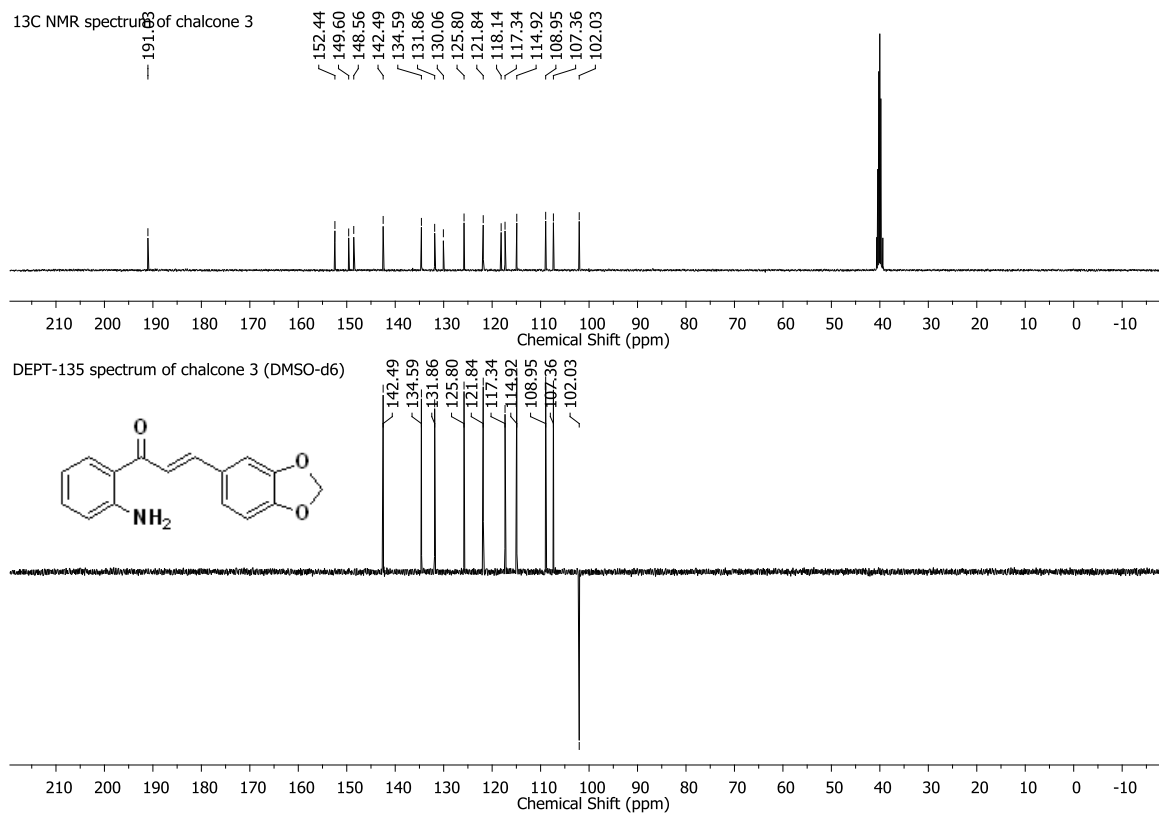 13C NMR spectrum of chalcone 3
191.03 152.44 149.60 148.56 142.49 134.59 131.86 130.06 125.80 121.84 118.14 117.34 114.92 108.95 107.36 102.03
210 200 190 180 170 160 150 140 130 120 110 100 90 80 70 60 50 40 30 20 10 0 -10
Chemical Shift (ppm)
DEPT-135 spectrum of chalcone 3 (DMSO-d6)
142.49 134.59 131.86 125.80 121.84 117.34 114.92 108.95 107.36 102.03
O
O
O
NH2
210 200 190 180 170 160 150 140 130 120 110 100 90 80 70 60 50 40 30 20 10 0 -10
Chemical Shift (ppm)